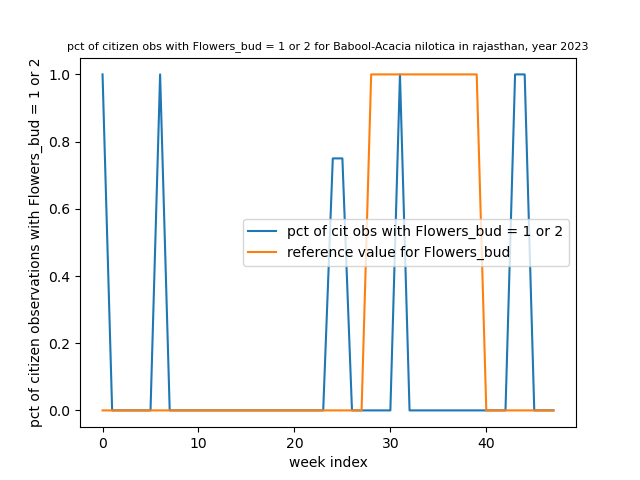 pct of citizen obs with Flowers_bud = 1 or 2 for Babool-Acacia nilotica in rajasthan, year 2023
pct of citizen observations with Flowers_bud = 1 or 2
1.0
0.8
0.6
0.4
0.2
0.0
pct of cit obs with Flowers_bud = 1 or 2
reference value for Flowers_bud
0
10
20
30
40
week index